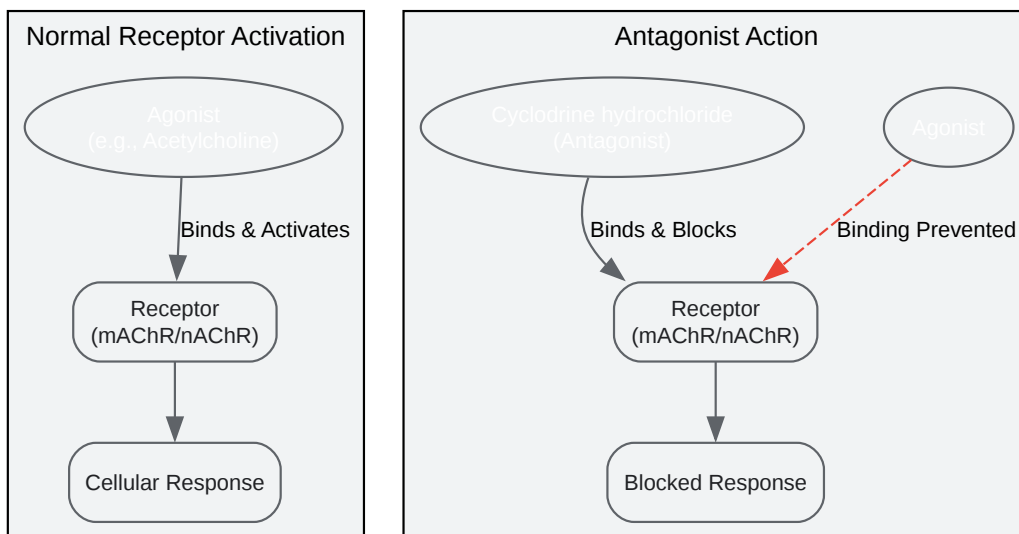 Normal Receptor Activation
Agonist
(e.g., Acetylcholine)
Binds & Activates
Receptor
(mAChR/nAChR)
Cellular Response
Antagonist Action
Cyclodrine hydrochloride
(Antagonist)
Agonist
Binds & Blocks
Binding Prevented
Receptor
(mAChR/nAChR)
Blocked Response